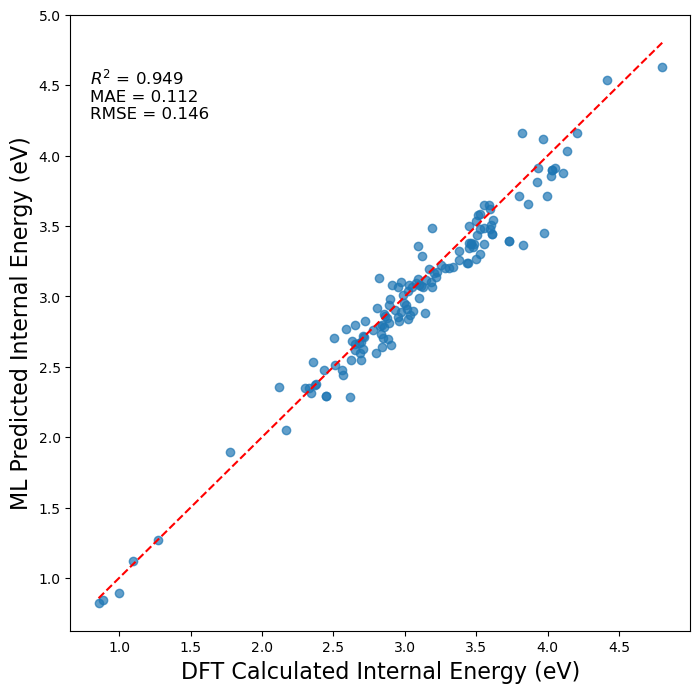 R² = 0.949
MAE = 0.112
RMSE = 0.146
5.0
4.5
4.0
3.5
3.0
2.5
2.0
1.5
1.0
ML Predicted Internal Energy (eV)
1.0 1.5 2.0 2.5 3.0 3.5 4.0 4.5
DFT Calculated Internal Energy (eV)